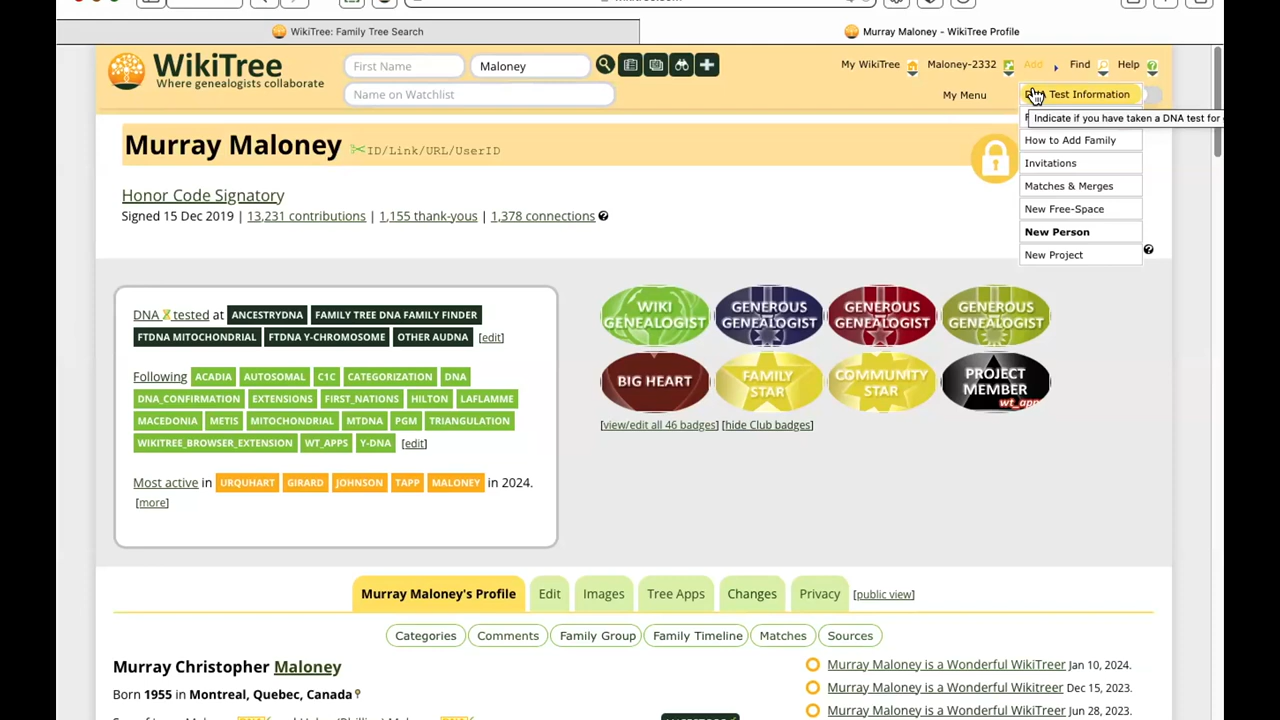 WikiTree: Family Tree Search
Murray Maloney - WikiTree Profile
WikiTree
Where genealogists collaborate
First Name
Maloney
Name on Watchlist
My WikiTree
Maloney-2332
Add
Find
Help
My Menu
Test Information
Indicate if you have taken a DNA test for
How to Add Family
Invitations
Matches & Merges
New Free-Space
New Person
New Project
Murray Maloney
ID/Link/URL/UserID
Honor Code Signatory
Signed 15 Dec 2019 | 13,231 contributions | 1,155 thank-yous | 1,378 connections
DNA tested at ANCESTRYDNA FAMILY TREE DNA FAMILY FINDER
FTDNA MITOCHONDRIAL FTDNA Y-CHROMOSOME OTHER AUDNA [edit]
Following ACADIA AUTOSOMAL C1C CATEGORIZATION DNA
DNA_CONFIRMATION EXTENSIONS FIRST_NATIONS HILTON LAFLAMME
MACEDONIA METIS MITOCHONDRIAL MTDNA PGM TRIANGULATION
WIKITREE_BROWSER_EXTENSION WT_APPS Y-DNA [edit]
Most active in URQUHART GIRARD JOHNSON TAPP MALONEY in 2024.
[more]
WIKI GENEALOGIST
GENEROUS GENEALOGIST
GENEROUS GENEALOGIST
GENEROUS GENEALOGIST
BIG HEART
FAMILY STAR
COMMUNITY STAR
PROJECT MEMBER
wt_app
[view/edit all 46 badges] [hide Club badges]
Murray Maloney's Profile
Edit
Images
Tree Apps
Changes
Privacy
[public view]
Categories
Comments
Family Group
Family Timeline
Matches
Sources
Murray Christopher Maloney
Born 1955 in Montreal, Quebec, Canada
Murray Maloney is a Wonderful WikiTreer Jan 10, 2024.
Murray Maloney is a Wonderful Wikitreer Dec 15, 2023.
Murray Maloney is a Wonderful WikiTreer Jun 28, 2023.